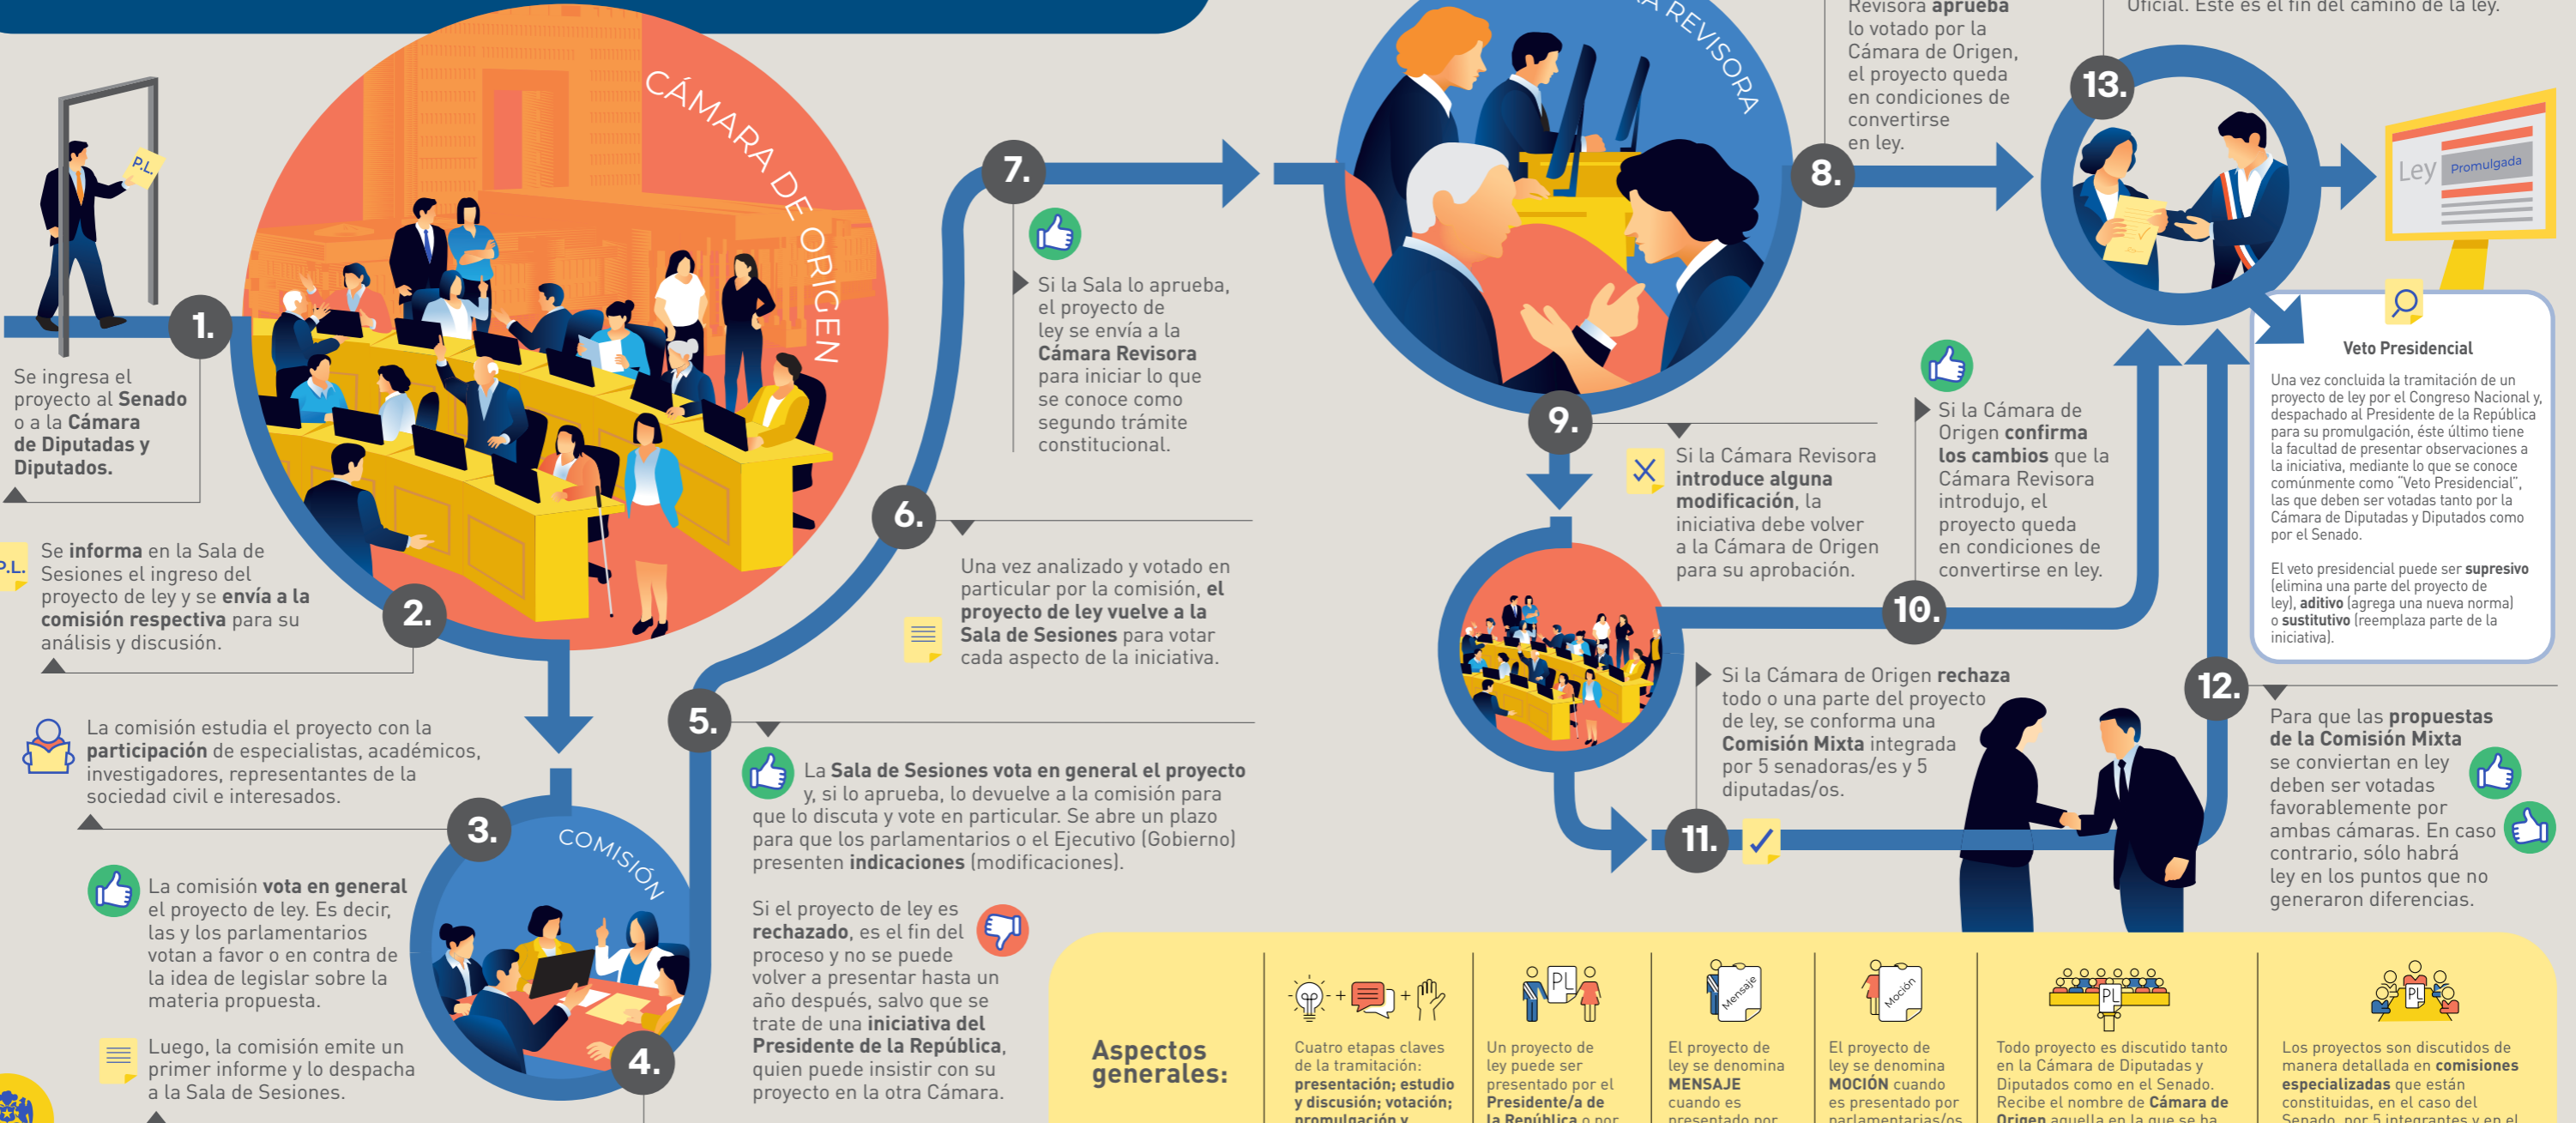 CÁMARA DE ORIGEN
P.L.
1.
Se ingresa el
proyecto al Senado
o a la Cámara
de Diputadas y
Diputados.
P.L.
Se informa en la Sala de
Sesiones el ingreso del
proyecto de ley y se envía a la
comisión respectiva para su
análisis y discusión.
2.
La comisión estudia el proyecto con la
participación de especialistas, académicos,
investigadores, representantes de la
sociedad civil e interesados.
3.
COMISIÓN
La comisión vota en general
el proyecto de ley. Es decir,
las y los parlamentarios
votan a favor o en contra de
la idea de legislar sobre la
materia propuesta.
Luego, la comisión emite un
primer informe y lo despacha
a la Sala de Sesiones.
4.
5.
La Sala de Sesiones vota en general el proyecto
y, si lo aprueba, lo devuelve a la comisión para
que lo discuta y vote en particular. Se abre un plazo
para que los parlamentarios o el Ejecutivo (Gobierno)
presenten indicaciones (modificaciones).
Si el proyecto de ley es
rechazado, es el fin del
proceso y no se puede
volver a presentar hasta un
año después, salvo que se
trate de una iniciativa del
Presidente de la República,
quien puede insistir con su
proyecto en la otra Cámara.
6.
Una vez analizado y votado en
particular por la comisión, el
proyecto de ley vuelve a la
Sala de Sesiones para votar
cada aspecto de la iniciativa.
7.
Si la Sala lo aprueba,
el proyecto de
ley se envía a la
Cámara Revisora
para iniciar lo que
se conoce como
segundo trámite
constitucional.
REVISORA
8.
Revisora aprueba
lo votado por la
Cámara de Origen,
el proyecto queda
en condiciones de
convertirse
en ley.
9.
Si la Cámara Revisora
introduce alguna
modificación, la
iniciativa debe volver
a la Cámara de Origen
para su aprobación.
10.
Si la Cámara de
Origen confirma
los cambios que la
Cámara Revisora
introdujo, el
proyecto queda
en condiciones de
convertirse en ley.
11.
Si la Cámara de Origen rechaza
todo o una parte del proyecto
de ley, se conforma una
Comisión Mixta integrada
por 5 senadoras/es y 5
diputadas/os.
12.
Para que las propuestas
de la Comisión Mixta
se conviertan en ley
deben ser votadas
favorablemente por
ambas cámaras. En caso
contrario, sólo habrá
ley en los puntos que no
generaron diferencias.
13.
Oficial. Este es el fin del camino de la ley.
Ley Promulgada
Veto Presidencial
Una vez concluida la tramitación de un
proyecto de ley por el Congreso Nacional y,
despachado al Presidente de la República
para su promulgación, éste último tiene
la facultad de presentar observaciones a
la iniciativa, mediante lo que se conoce
comúnmente como "Veto Presidencial",
las que deben ser votadas tanto por la
Cámara de Diputadas y Diputados como
por el Senado.
El veto presidencial puede ser supresivo
(elimina una parte del proyecto de
ley), aditivo (agrega una nueva norma)
o sustitutivo (reemplaza parte de la
iniciativa).
Aspectos
generales:
Cuatro etapas claves
de la tramitación:
presentación; estudio
y discusión; votación;
promulgación y
PL
Un proyecto de
ley puede ser
presentado por el
Presidente/a de
la República o por
Mensaje
El proyecto de
ley se denomina
MENSAJE
cuando es
presentado por
Moción
El proyecto de
ley se denomina
MOCIÓN cuando
es presentado por
parlamentarias/os
PL
Todo proyecto es discutido tanto
en la Cámara de Diputadas y
Diputados como en el Senado.
Recibe el nombre de Cámara de
Origen aquella en la que se ha
PL
Los proyectos son discutidos de
manera detallada en comisiones
especializadas que están
constituidas, en el caso del
Senado, por 5 integrantes y en el